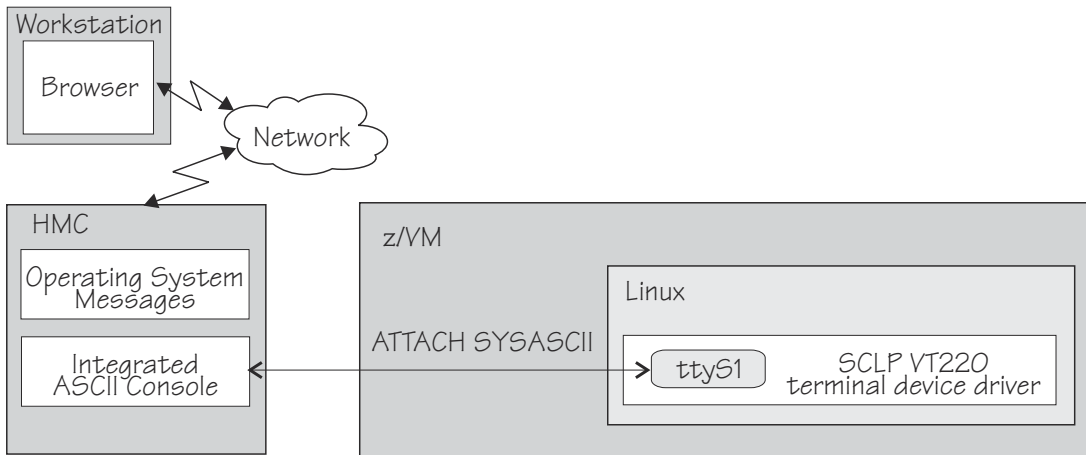 Workstation
Browser
Network
HMC
Operating System
Messages
Integrated
ASCII Console
z/VM
ATTACH SYSASCII
Linux
ttyS1
SCLP VT220
terminal device driver